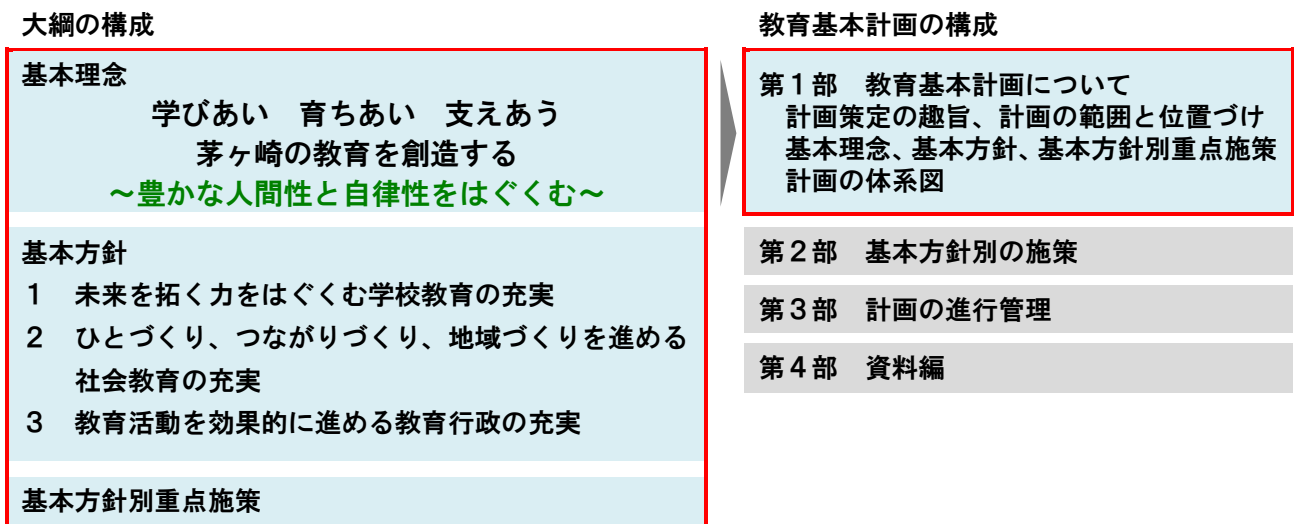 大綱の構成
基本理念
学びあい　育ちあい　支えあう
茅ヶ崎の教育を創造する
～豊かな人間性と自律性をはぐくむ～
基本方針
１　未来を拓く力をはぐくむ学校教育の充実
２　ひとづくり、つながりづくり、地域づくりを進める
社会教育の充実
３　教育活動を効果的に進める教育行政の充実
基本方針別重点施策
教育基本計画の構成
第１部　教育基本計画について
計画策定の趣旨、計画の範囲と位置づけ
基本理念、基本方針、基本方針別重点施策
計画の体系図
第２部　基本方針別の施策
第３部　計画の進行管理
第４部　資料編